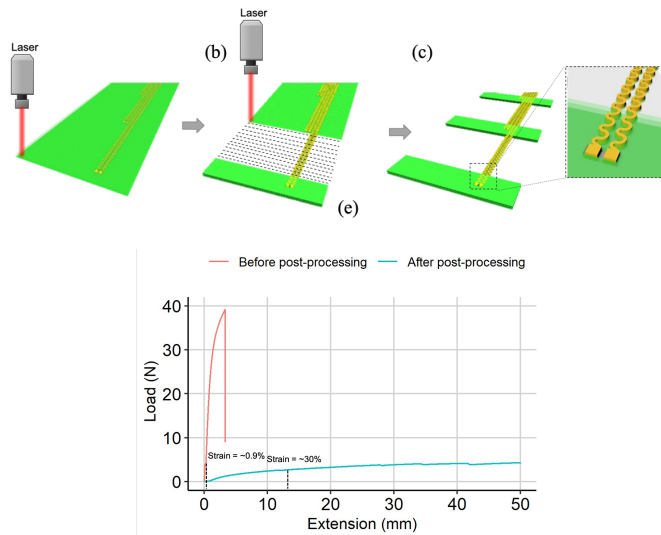 Laser
(b)
Laser
(c)
(e)
Before post-processing
After post-processing
40
30
20
10
0
Load (N)
Strain = ~0.9%
Strain = ~30%
0
10
20
30
40
50
Extension (mm)